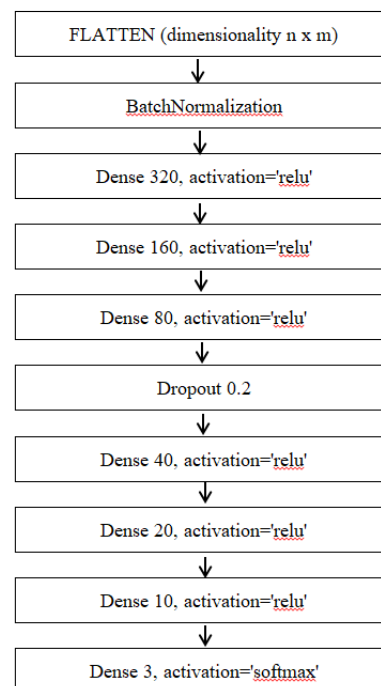 FLATTEN (dimensionality n x m)
BatchNormalization
Dense 320, activation='relu'
Dense 160, activation='relu'
Dense 80, activation='relu'
Dropout 0.2
Dense 40, activation='relu'
Dense 20, activation='relu'
Dense 10, activation='relu'
Dense 3, activation='softmax'